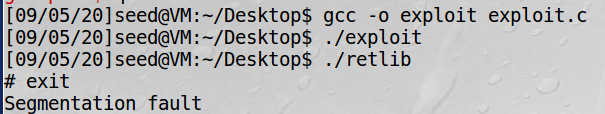 [09/05/20]seed@VM:~/Desktop$ gcc -o exploit exploit.c
[09/05/20]seed@VM:~/Desktop$ ./exploit
[09/05/20]seed@VM:~/Desktop$ ./retlib
# exit
Segmentation fault